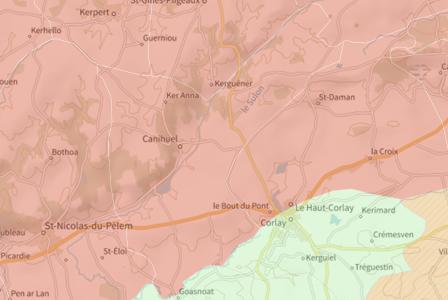 St-Gilles-Pligeaux
Kerpert
Kerhello
Guerniou
Kerguéner
Ker Anna
le Sulon
St-Daman
Canihuel
Bothoa
la Croix
le Bout du Pont
Le Haut-Corlay
Kerimard
Corlay
St-Nicolas-du-Pélem
Crémesven
St-Éloi
Picardie
Kerguiel
Tréguestin
Goasnoat
Pen ar Lan